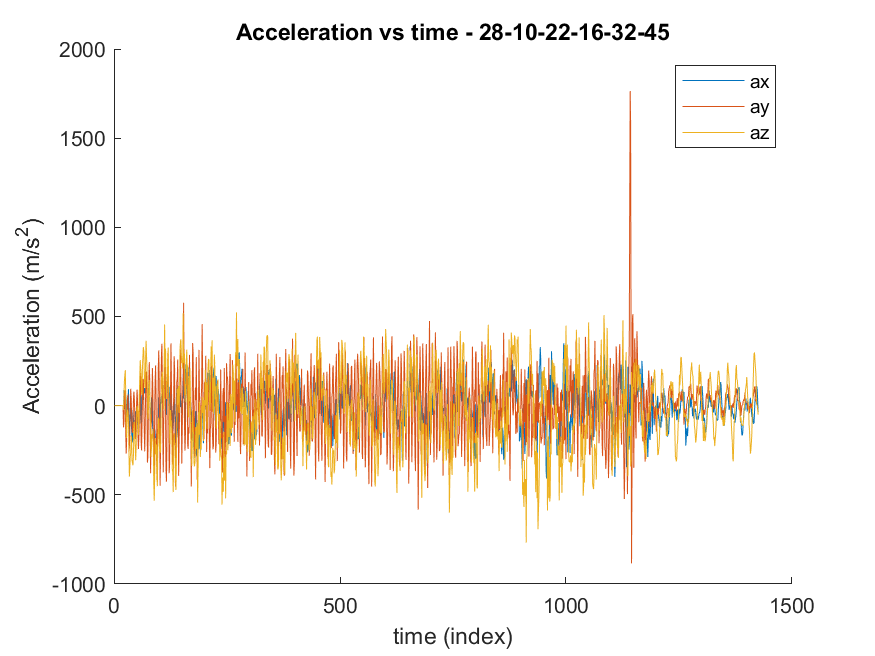 Acceleration vs time - 28-10-22-16-32-45
2000
1500
1000
500
0
-500
-1000
Acceleration (m/s²)
ax
ay
az
0 500 1000 1500
time (index)